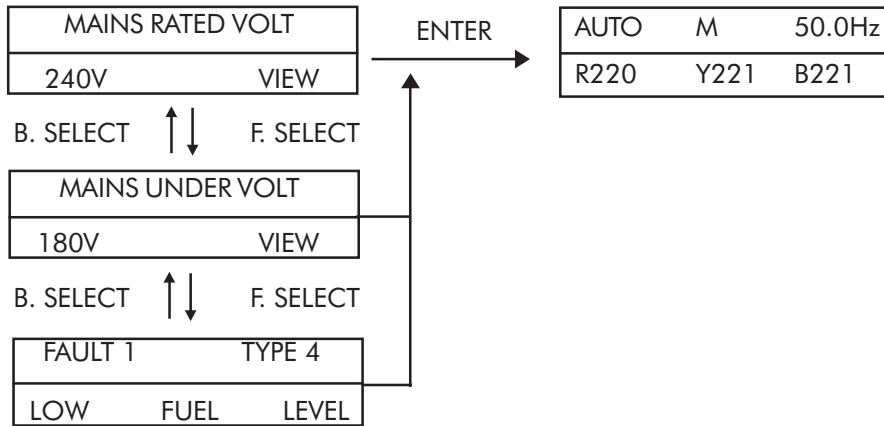 MAINS RATED VOLT
240V VIEW
ENTER
AUTO M 50.0Hz
R220 Y221 B221
B. SELECT F. SELECT
MAINS UNDER VOLT
180V VIEW
B. SELECT F. SELECT
FAULT 1 TYPE 4
LOW FUEL LEVEL